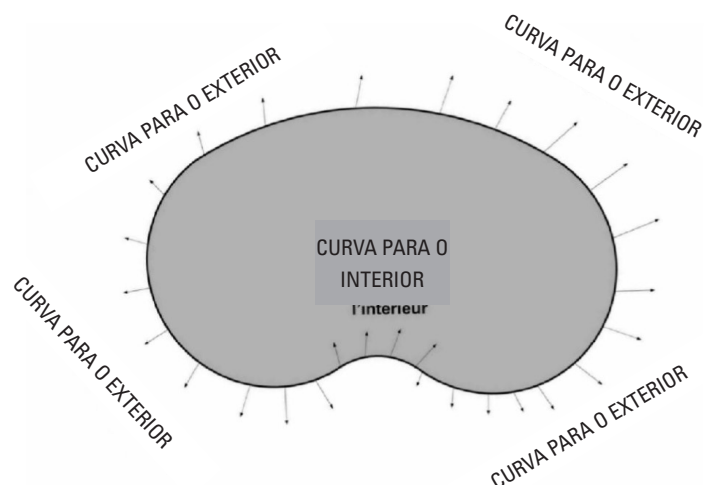 CURVA PARA O EXTERIOR
CURVA PARA O EXTERIOR
CURVA PARA O
INTERIOR
l'intérieur
CURVA PARA O EXTERIOR
CURVA PARA O EXTERIOR